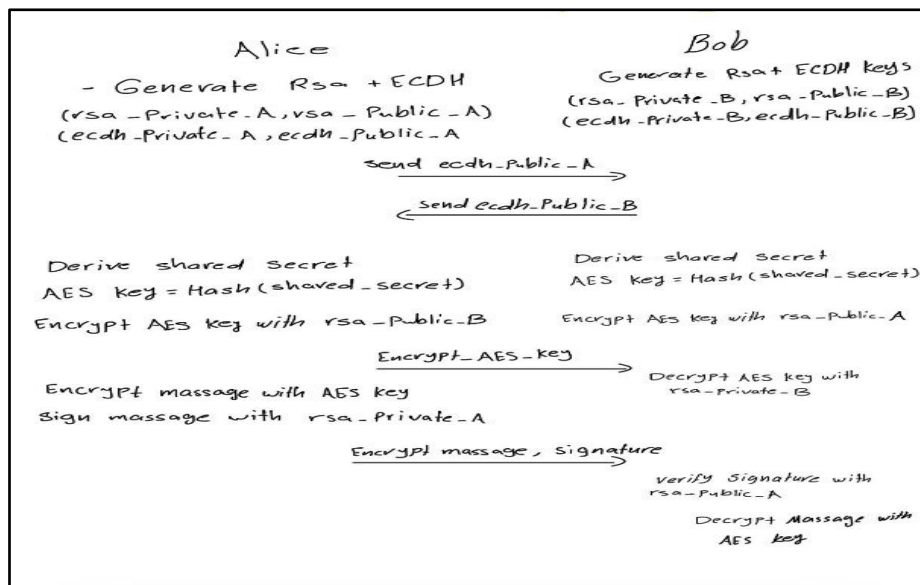 Alice
- Generate Rsa + ECDH
(rsa_Private_A, rsa_Public_A)
(ecdh_Private_A, ecdh_Public_A
Bob
Generate Rsa + ECDH Keys
(rsa_Private_B, rsa_Public_B)
(ecdh_Private_B, ecdh_Public_B)
send ecdh_Public_A
send ecdh_Public_B
Derive shared secret
AES key = Hash(shared_secret)
Encrypt AES key with rsa_Public_B
Derive shared secret
AES key = Hash(shared_secret)
Encrypt AES key with rsa_Public_A
Encrypt_AES_key
Decrypt AES key with
rsa_Private_B
Encrypt massage with AES key
Sign massage with rsa_Private_A
Encrypt massage, signature
verify signature with
rsa_Public_A
Decrypt Massage with
AES key